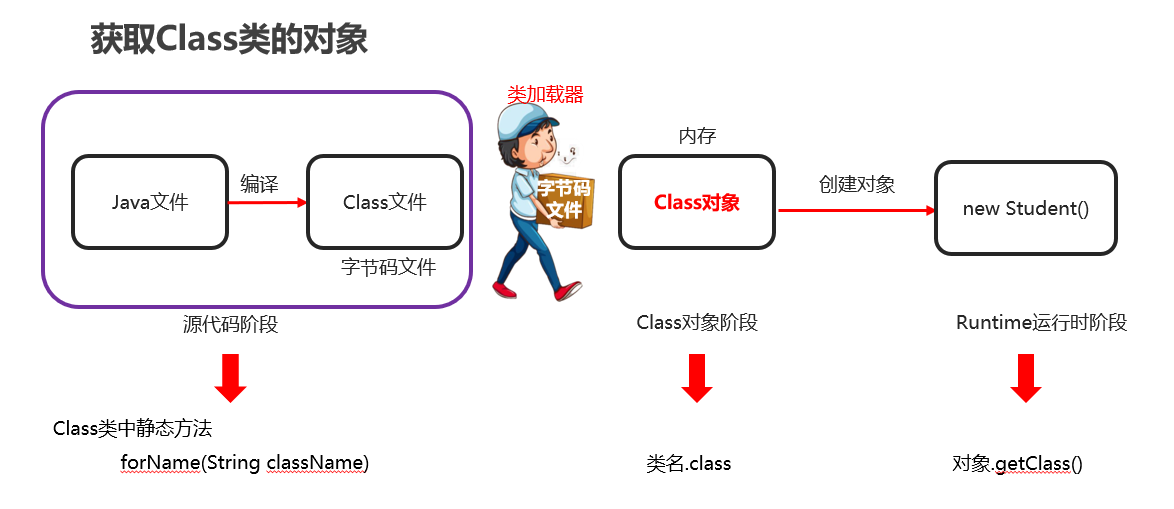 获取Class类的对象
类加载器
内存
Java文件
编译
Class文件
字节码
文件
Class对象
创建对象
new Student()
字节码文件
源代码阶段
Class对象阶段
Runtime运行时阶段
Class类中静态方法
forName(String className)
类名.class
对象.getClass()